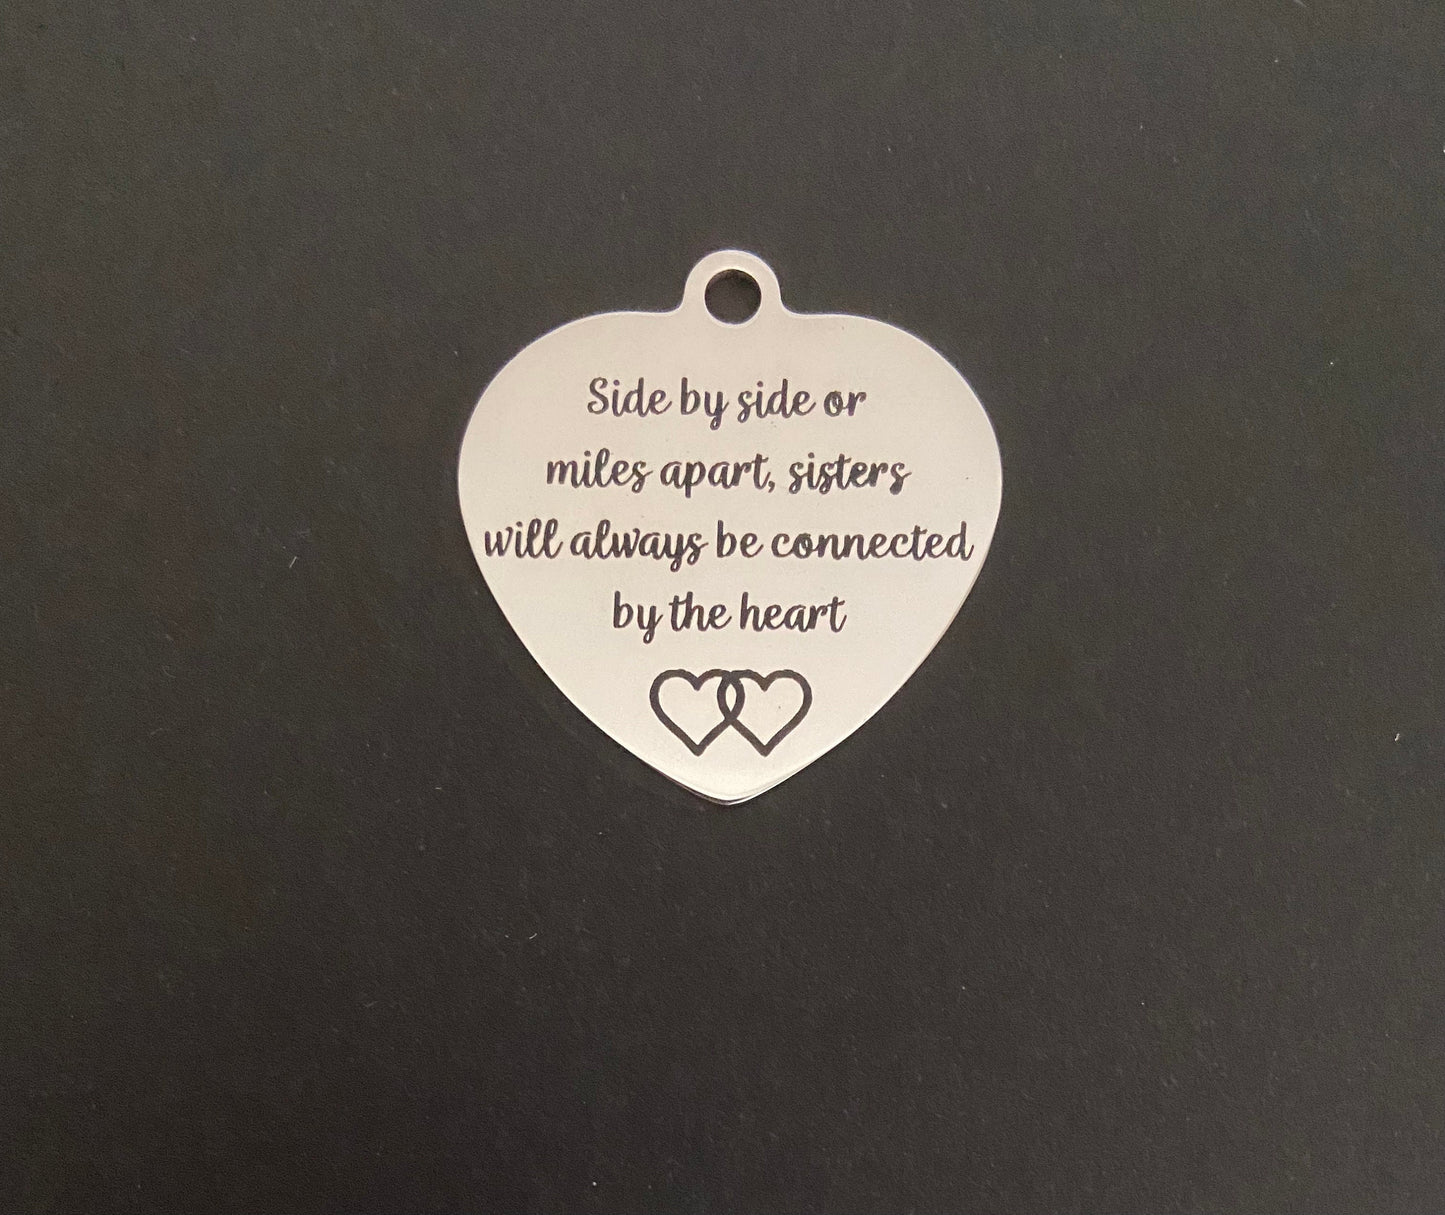 Side by side or
miles apart, sisters
will always be connected
by the heart